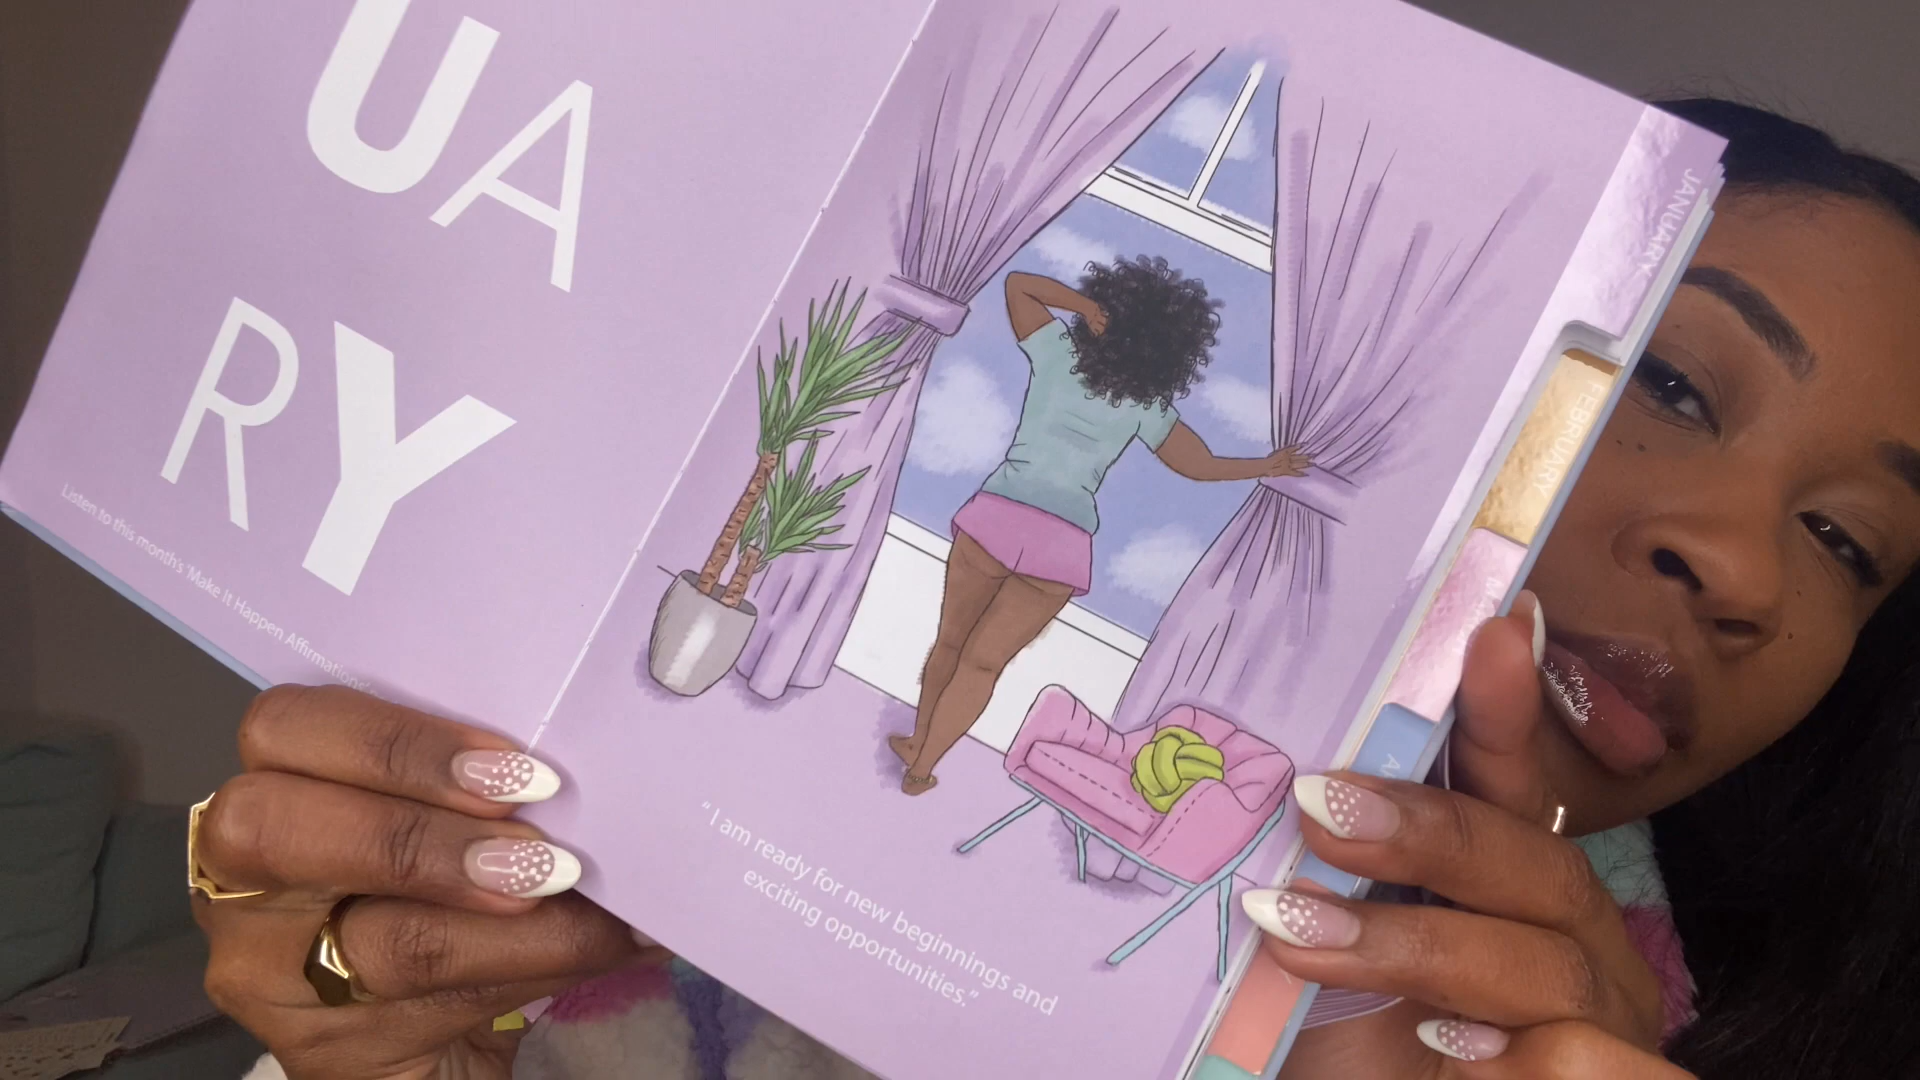 UA
RY
Listen to this month's 'Make It Happen Affirmations'
"I am ready for new beginnings and
exciting opportunities."
JANUARY
FEBRUARY